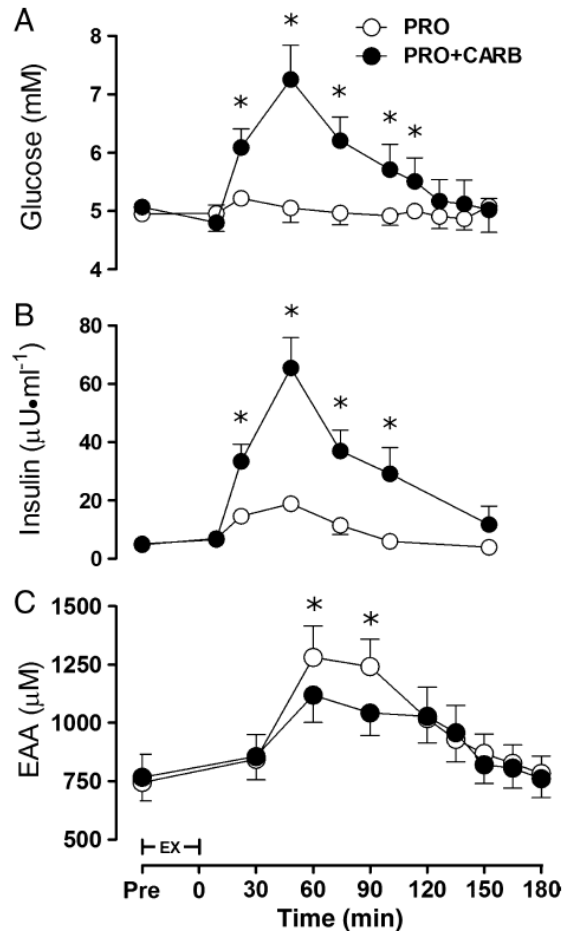 A
PRO
PRO+CARB
Glucose (mM)
8
7
6
5
4
* * * * *
B
Insulin (μU•ml⁻¹)
80
60
40
20
0
* * * *
C
EAA (μM)
1500
1250
1000
750
500
* *
EX
Pre 0 30 60 90 120 150 180
Time (min)